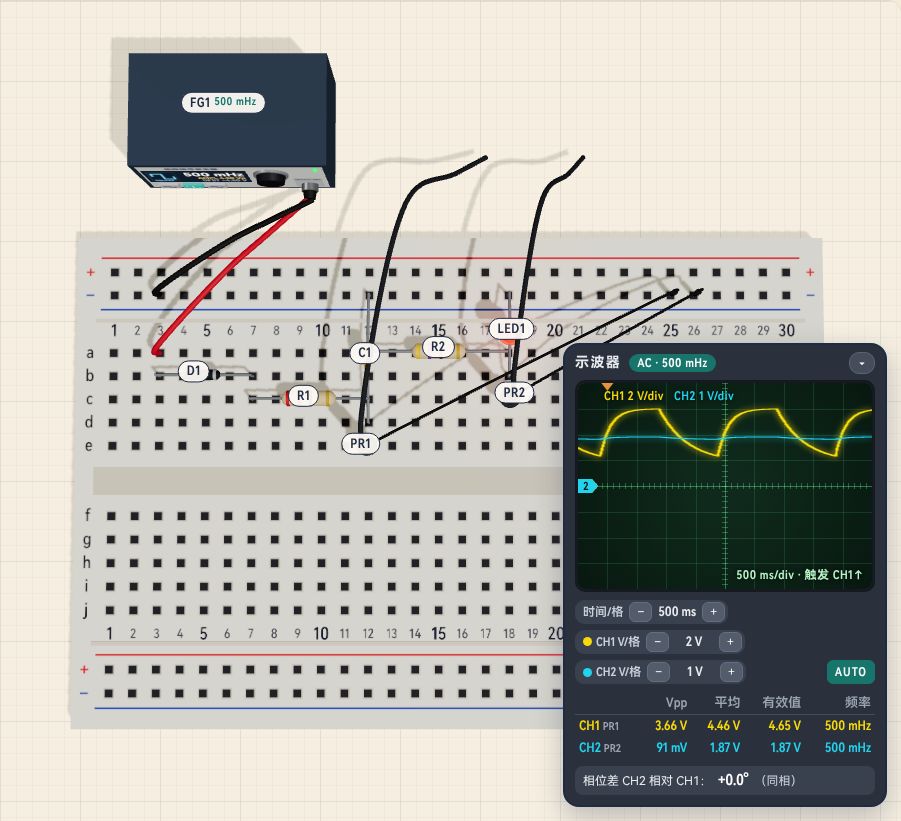 FG1 500 mHz
500 mHz
+ +
− −
1 2 3 4 5 6 7 8 9 10 11 12 13 14 15 16 17 18 19 20 21 22 23 24 25 26 27 28 29 30
LED1
a
C1
R2
b
D1
PR2
c
R1
d
e
PR1
f
g
h
i
j
1 2 3 4 5 6 7 8 9 10 11 12 13 14 15 16 17 18 19 20
+
−
示波器 AC · 500 mHz
CH1 2 V/div CH2 1 V/div
2
500 ms/div · 触发 CH1↑
时间/格 − 500 ms +
CH1 V/格 − 2 V +
CH2 V/格 − 1 V + AUTO
Vpp 平均 有效值 频率
CH1 PR1 3.66 V 4.46 V 4.65 V 500 mHz
CH2 PR2 91 mV 1.87 V 1.87 V 500 mHz
相位差 CH2 相对 CH1: +0.0° （同相）